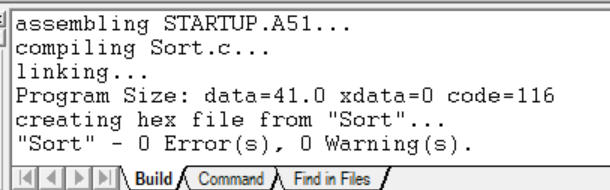 assembling STARTUP.A51...
compiling Sort.c...
linking...
Program Size: data=41.0 xdata=0 code=116
creating hex file from "Sort"...
"Sort" - 0 Error(s), 0 Warning(s).
Build Command Find in Files